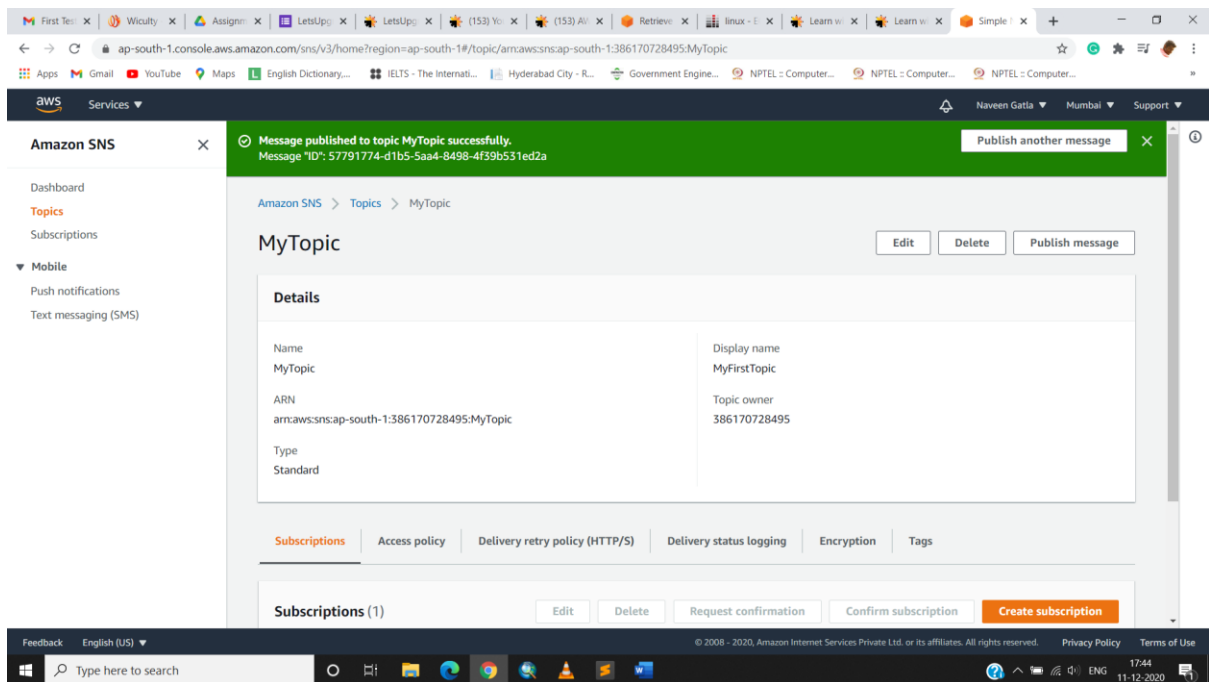 First Tes
Wiculty
Assignm
LetsUpg
LetsUpg
(153) Yo
(153) AV
Retrieve
linux - E
Learn wi
Learn wi
Simple N
ap-south-1.console.aws.amazon.com/sns/v3/home?region=ap-south-1#/topic/arn:aws:sns:ap-south-1:386170728495:MyTopic
Apps Gmail YouTube Maps English Dictionary,... IELTS - The Internati... Hyderabad City - R... Government Engine... NPTEL :: Computer... NPTEL :: Computer... NPTEL :: Computer...
aws Services Naveen Gatla Mumbai Support
Amazon SNS
Dashboard
Topics
Subscriptions
Mobile
Push notifications
Text messaging (SMS)
Message published to topic MyTopic successfully.
Message "ID": 57791774-d1b5-5aa4-8498-4f39b531ed2a
Publish another message
Amazon SNS Topics MyTopic
MyTopic
Edit Delete Publish message
Details
Name
MyTopic
ARN
arn:aws:sns:ap-south-1:386170728495:MyTopic
Type
Standard
Display name
MyFirstTopic
Topic owner
386170728495
Subscriptions Access policy Delivery retry policy (HTTP/S) Delivery status logging Encryption Tags
Subscriptions (1)
Edit Delete Request confirmation Confirm subscription Create subscription
Feedback English (US) © 2008 - 2020, Amazon Internet Services Private Ltd. or its affiliates. All rights reserved. Privacy Policy Terms of Use
Type here to search
ENG
17:44
11-12-2020